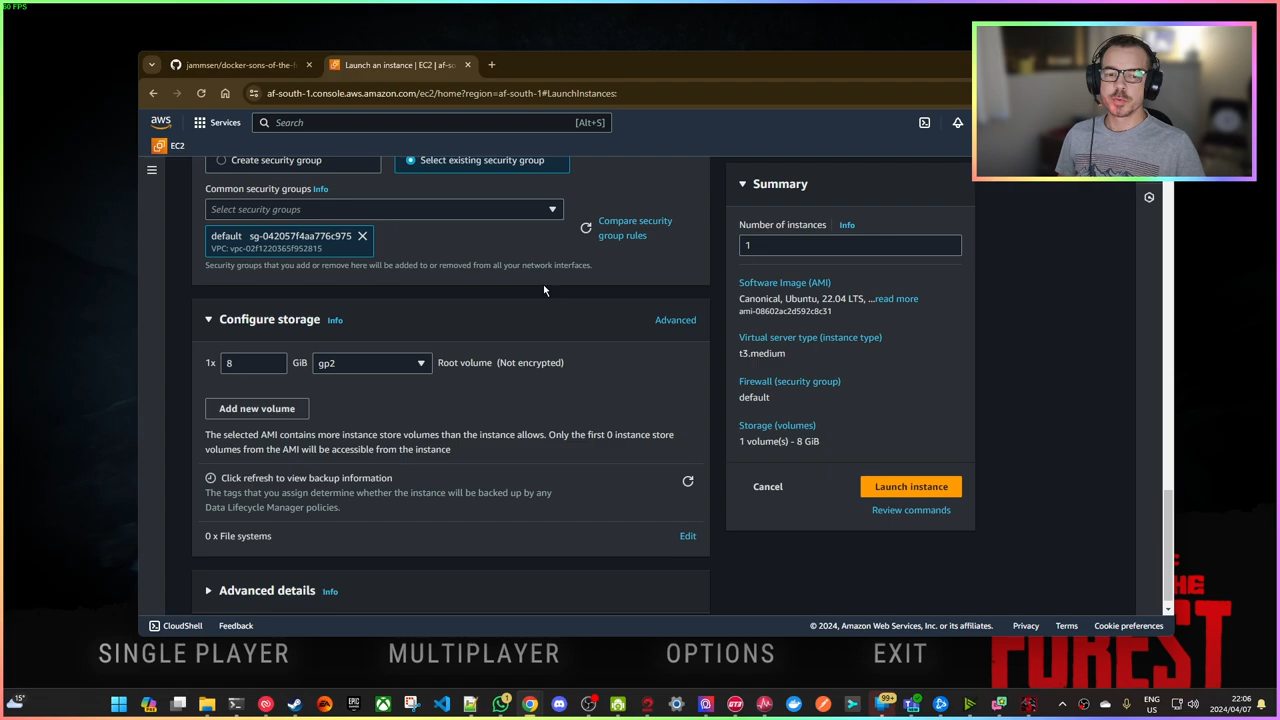 60 FPS
jammsen/docker-sons-of-the-f
Launch an instance | EC2 | af-so
af-south-1.console.aws.amazon.com/ec2/home?region=af-south-1#LaunchInstances:
aws
Services
Search
[Alt+S]
EC2
Create security group
Select existing security group
Common security groups Info
Select security groups
default sg-042057f4aa776c975
VPC: vpc-02f1220365f952815
Compare security
group rules
Security groups that you add or remove here will be added to or removed from all your network interfaces.
Configure storage Info
Advanced
1x 8 GiB gp2 Root volume (Not encrypted)
Add new volume
The selected AMI contains more instance store volumes than the instance allows. Only the first 0 instance store
volumes from the AMI will be accessible from the instance
Click refresh to view backup information
The tags that you assign determine whether the instance will be backed up by any
Data Lifecycle Manager policies.
0 x File systems
Edit
Advanced details Info
Summary
Number of instances Info
1
Software Image (AMI)
Canonical, Ubuntu, 22.04 LTS, ...read more
ami-08602ac2d592c8c31
Virtual server type (instance type)
t3.medium
Firewall (security group)
default
Storage (volumes)
1 volume(s) - 8 GiB
Cancel
Launch instance
Review commands
CloudShell
Feedback
© 2024, Amazon Web Services, Inc. or its affiliates.
Privacy
Terms
Cookie preferences
SINGLE PLAYER
MULTIPLAYER
OPTIONS
EXIT
FOREST
15°
1
99+
ENG
US
22:06
2024/04/07